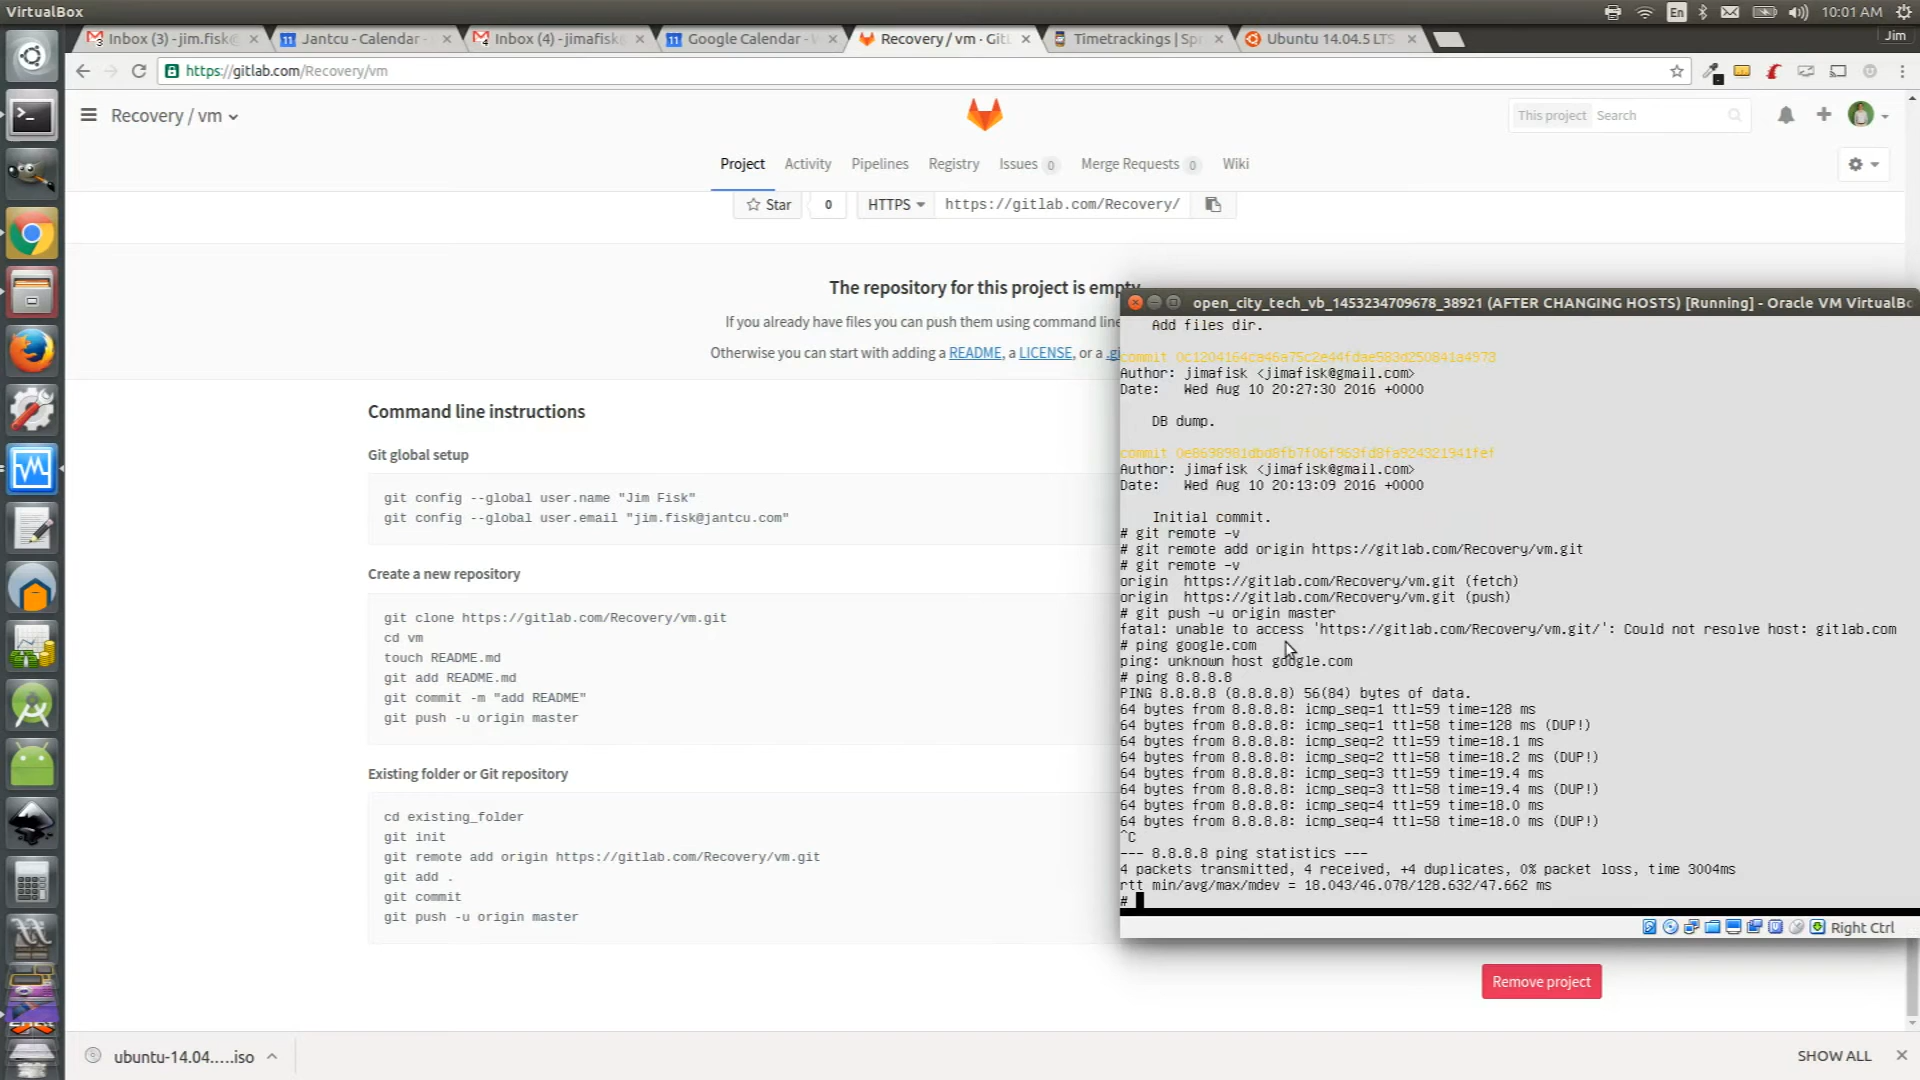 VirtualBox
En
10:01 AM
Inbox (3) - jim.fisk@
Jantcu - Calendar -
Inbox (4) - jimafisk@
Google Calendar -
Recovery / vm · GitL
Timetrackings | Spr
Ubuntu 14.04.5 LTS
Jim
https://gitlab.com/Recovery/vm
Recovery / vm
This project Search
Project Activity Pipelines Registry Issues 0 Merge Requests 0 Wiki
Star 0 HTTPS https://gitlab.com/Recovery/
The repository for this project is empty
If you already have files you can push them using command line
Otherwise you can start with adding a README, a LICENSE, or a .gi
Command line instructions
Git global setup
git config --global user.name "Jim Fisk"
git config --global user.email "jim.fisk@jantcu.com"
Create a new repository
git clone https://gitlab.com/Recovery/vm.git
cd vm
touch README.md
git add README.md
git commit -m "add README"
git push -u origin master
Existing folder or Git repository
cd existing_folder
git init
git remote add origin https://gitlab.com/Recovery/vm.git
git add .
git commit
git push -u origin master
open_city_tech_vb_1453234709678_38921 (AFTER CHANGING HOSTS) [Running] - Oracle VM VirtualBo
Add files dir.
commit 0c1204164ca46a75c2e44fdae583d250841a4973
Author: jimafisk <jimafisk@gmail.com>
Date: Wed Aug 10 20:27:30 2016 +0000
DB dump.
commit 0e8698981dbd8fb7f06f963fd8fa924321941fef
Author: jimafisk <jimafisk@gmail.com>
Date: Wed Aug 10 20:13:09 2016 +0000
Initial commit.
# git remote -v
# git remote add origin https://gitlab.com/Recovery/vm.git
# git remote -v
origin https://gitlab.com/Recovery/vm.git (fetch)
origin https://gitlab.com/Recovery/vm.git (push)
# git push -u origin master
fatal: unable to access 'https://gitlab.com/Recovery/vm.git/': Could not resolve host: gitlab.com
# ping google.com
ping: unknown host google.com
# ping 8.8.8.8
PING 8.8.8.8 (8.8.8.8) 56(84) bytes of data.
64 bytes from 8.8.8.8: icmp_seq=1 ttl=59 time=128 ms
64 bytes from 8.8.8.8: icmp_seq=1 ttl=58 time=128 ms (DUP!)
64 bytes from 8.8.8.8: icmp_seq=2 ttl=59 time=18.1 ms
64 bytes from 8.8.8.8: icmp_seq=2 ttl=58 time=18.2 ms (DUP!)
64 bytes from 8.8.8.8: icmp_seq=3 ttl=59 time=19.4 ms
64 bytes from 8.8.8.8: icmp_seq=3 ttl=58 time=19.4 ms (DUP!)
64 bytes from 8.8.8.8: icmp_seq=4 ttl=59 time=18.0 ms
64 bytes from 8.8.8.8: icmp_seq=4 ttl=58 time=18.0 ms (DUP!)
^C
--- 8.8.8.8 ping statistics ---
4 packets transmitted, 4 received, +4 duplicates, 0% packet loss, time 3004ms
rtt min/avg/max/mdev = 18.043/46.078/128.632/47.662 ms
#
Right Ctrl
Remove project
ubuntu-14.04.....iso
SHOW ALL